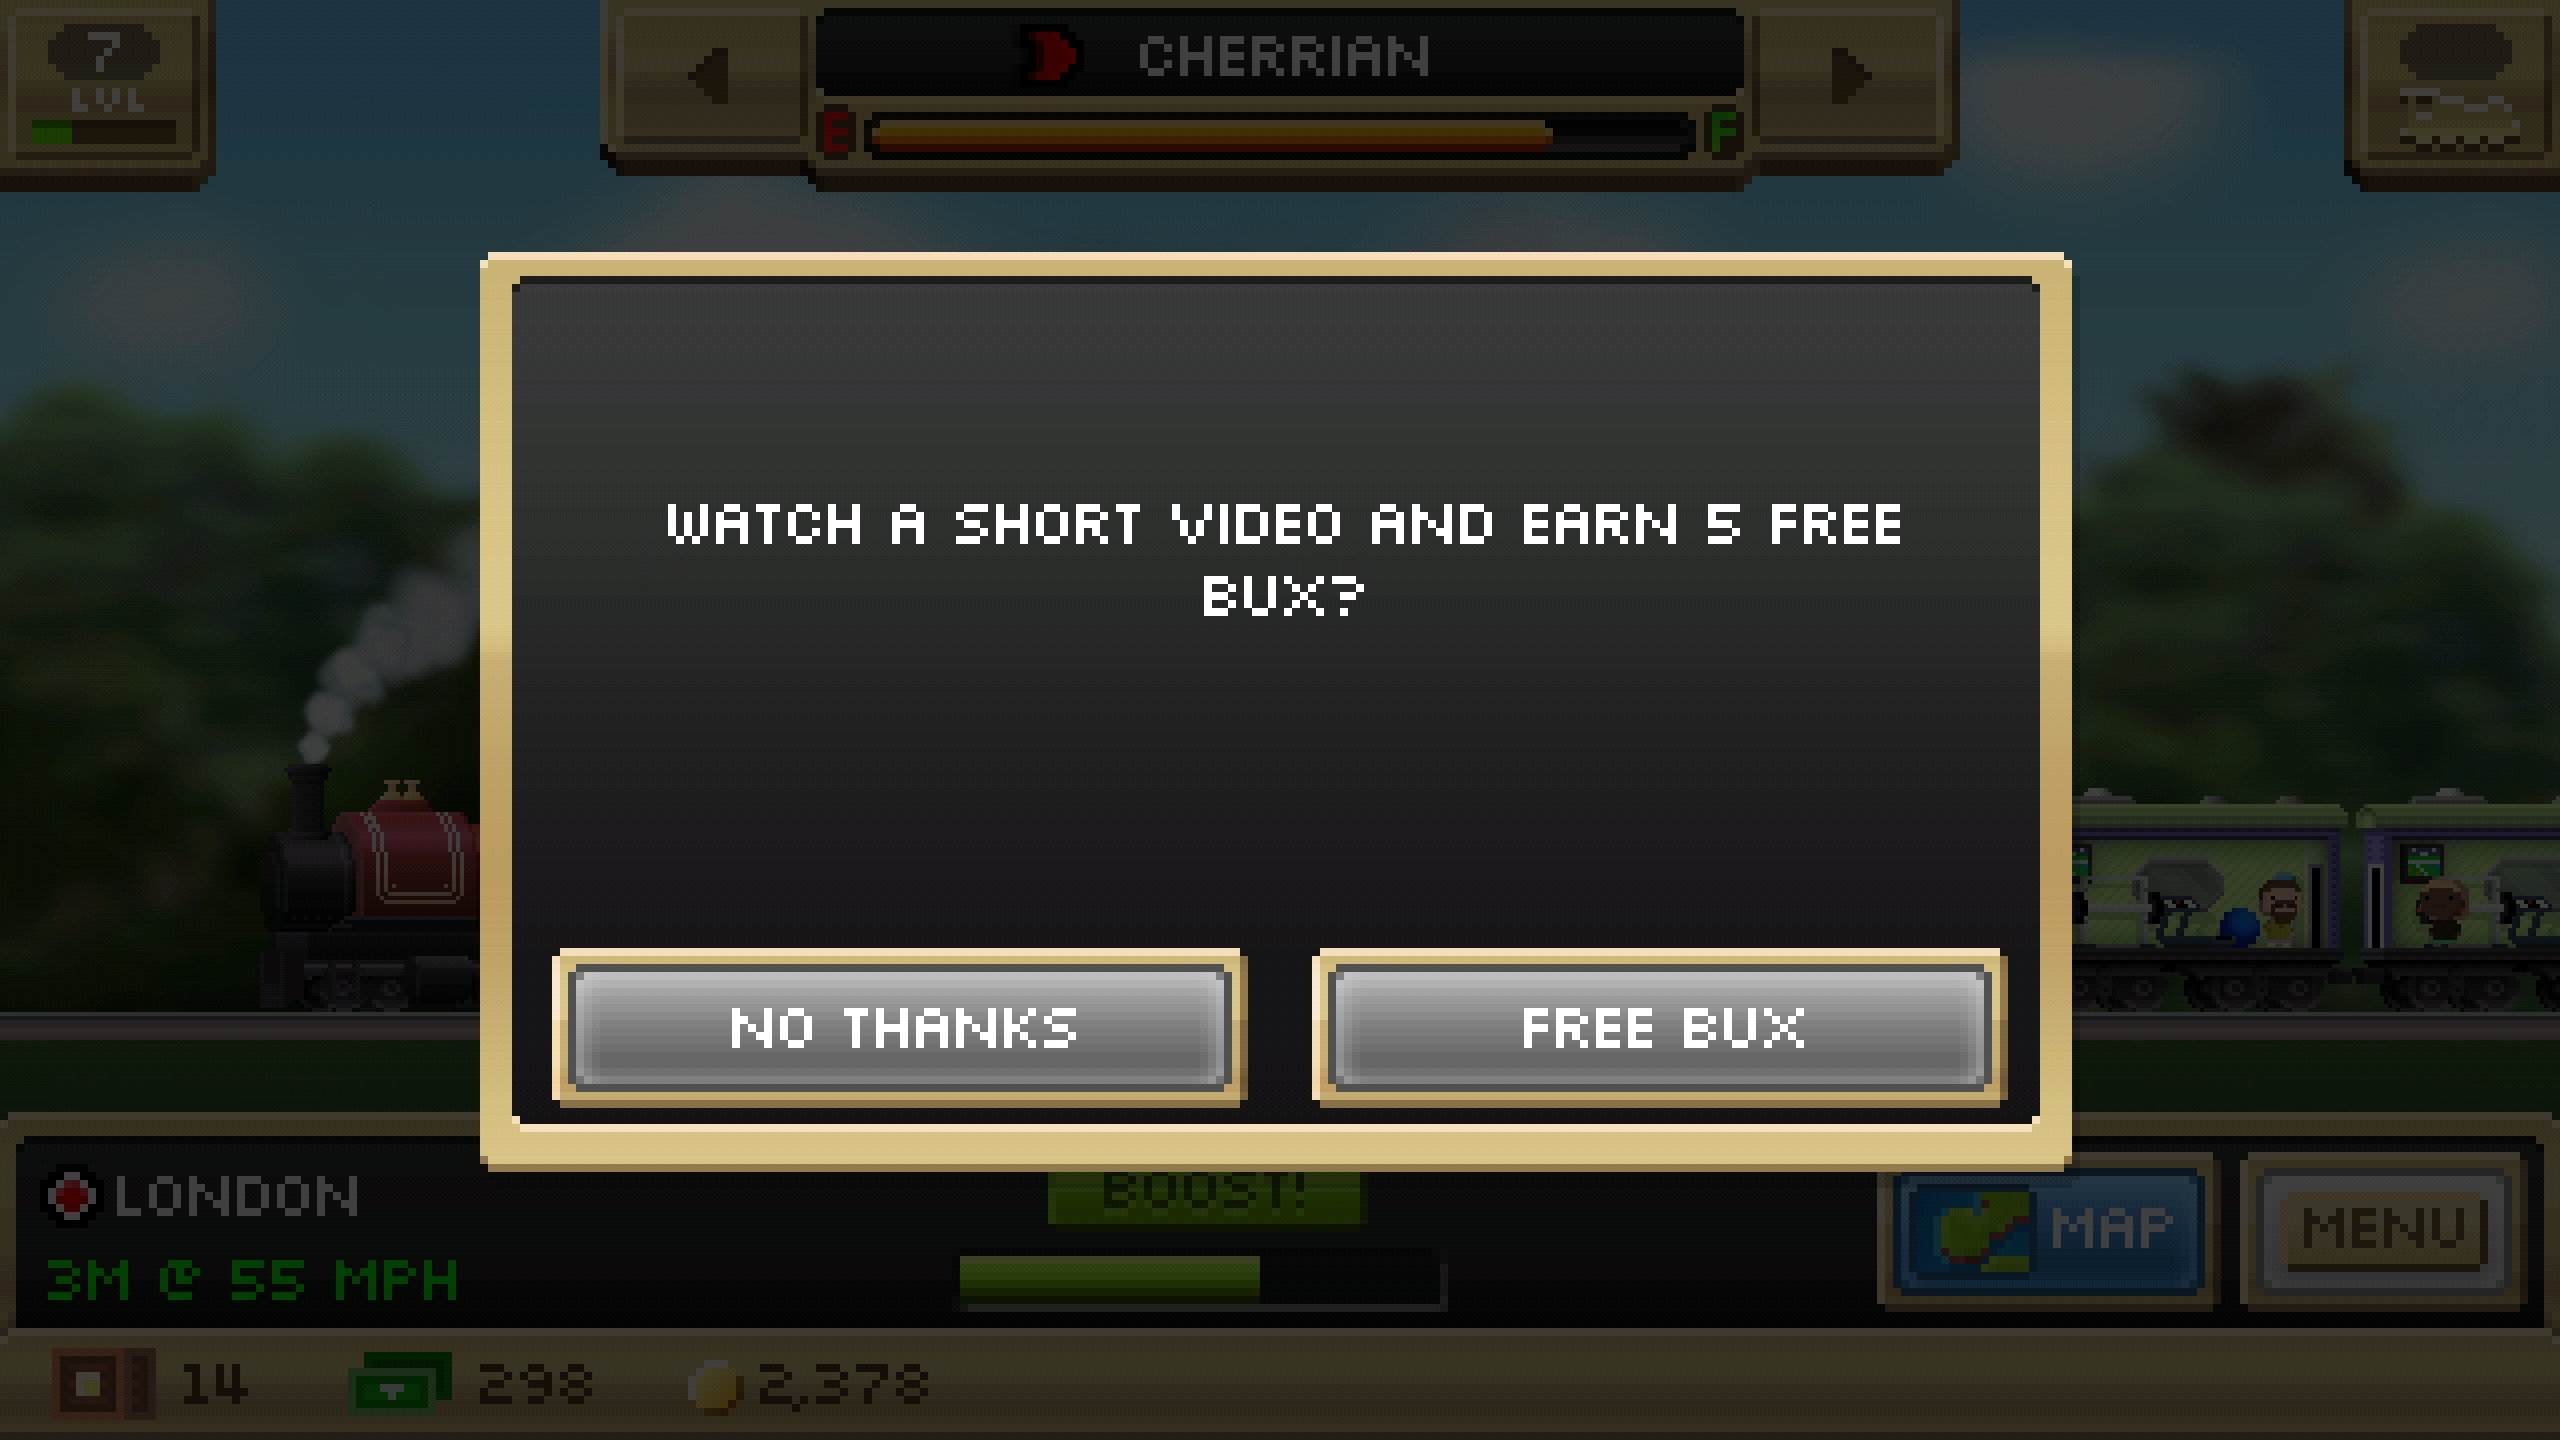 7
LVL
CHERRIAN
E F
WATCH A SHORT VIDEO AND EARN 5 FREE
BUX?
NO THANKS FREE BUX
LONDON
BOOST!
3M @ 55 MPH
MAP MENU
14 298 2,378